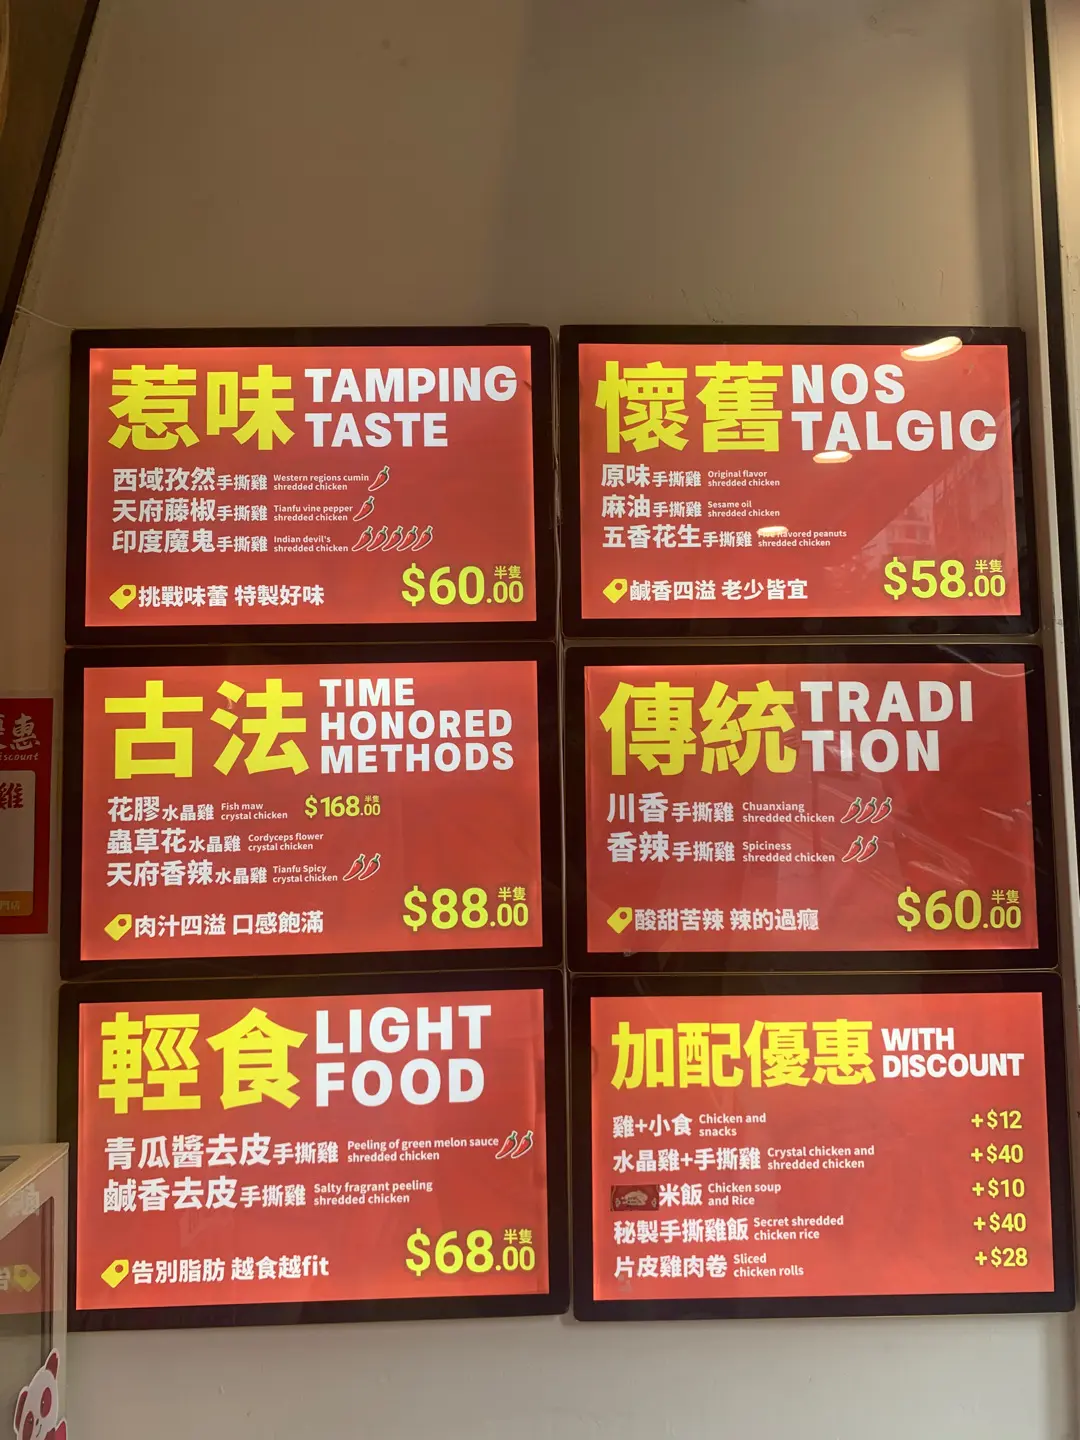 惹味 TAMPING TASTE
西域孜然手撕雞 Western regions cumin shredded chicken
天府藤椒手撕雞 Tianfu vine pepper shredded chicken
印度魔鬼手撕雞 Indian devil's shredded chicken
挑戰味蕾 特製好味 $60.00 半隻
懷舊 NOS TALGIC
原味手撕雞 Original flavor shredded chicken
麻油手撕雞 Sesame oil shredded chicken
五香花生手撕雞 flavored peanuts shredded chicken
鹹香四溢 老少皆宜 $58.00 半隻
古法 TIME HONORED METHODS
花膠水晶雞 Fish maw crystal chicken $168.00 半隻
蟲草花水晶雞 Cordyceps flower crystal chicken
天府香辣水晶雞 Tianfu Spicy crystal chicken
肉汁四溢 口感飽滿 $88.00 半隻
傳統 TRADI TION
川香手撕雞 Chuanxiang shredded chicken
香辣手撕雞 Spiciness shredded chicken
酸甜苦辣 辣的過癮 $60.00 半隻
輕食 LIGHT FOOD
青瓜醬去皮手撕雞 Peeling of green melon sauce shredded chicken
鹹香去皮手撕雞 Salty fragrant peeling shredded chicken
告別脂肪 越食越fit $68.00 半隻
加配優惠 WITH DISCOUNT
雞+小食 Chicken and snacks +$12
水晶雞+手撕雞 Crystal chicken and shredded chicken +$40
米飯 Chicken soup and Rice +$10
秘製手撕雞飯 Secret shredded chicken rice +$40
片皮雞肉卷 Sliced chicken rolls +$28
惠
iscount
雞
門店